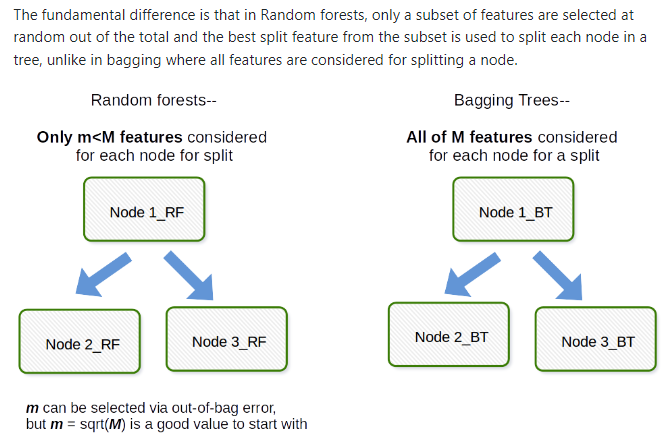 The fundamental difference is that in Random forests, only a subset of features are selected at
random out of the total and the best split feature from the subset is used to split each node in a
tree, unlike in bagging where all features are considered for splitting a node.
Random forests--
Only m<M features considered
for each node for split
Node 1_RF
Node 2_RF
Node 3_RF
m can be selected via out-of-bag error,
but m = sqrt(M) is a good value to start with
Bagging Trees--
All of M features considered
for each node for a split
Node 1_BT
Node 2_BT
Node 3_BT